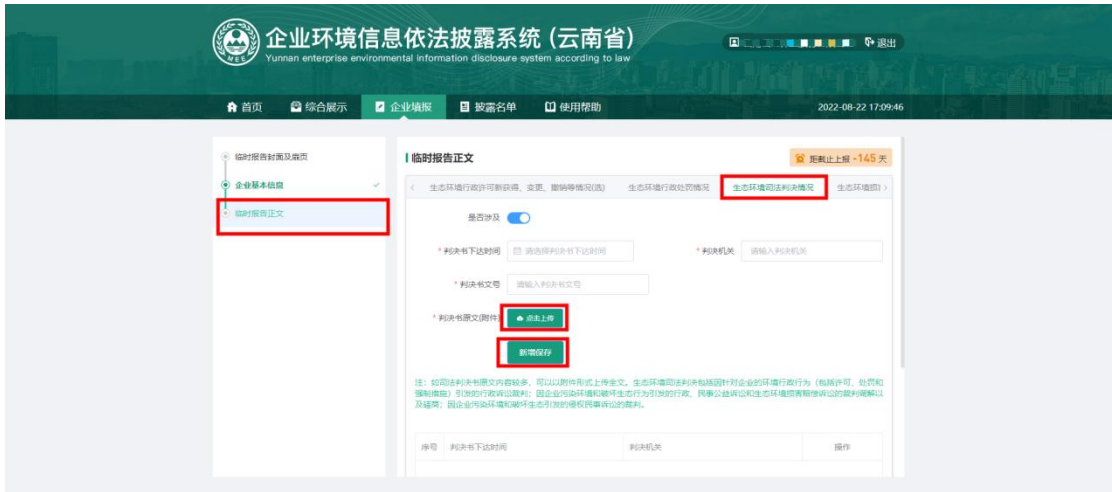 企业环境信息依法披露系统 (云南省)
Yunnan enterprise environmental information disclosure system according to law
MEE
退出
首页 综合展示 企业填报 披露名单 使用帮助 2022-08-22 17:09:46
临时报告封面及扉页
企业基本信息
临时报告正文
临时报告正文 距截止上报 -145 天
生态环境行政许可新获得、变更、撤销等情况(选) 生态环境行政处罚情况 生态环境司法判决情况 生态环境损
是否涉及
* 判决书下达时间 请选择判决书下达时间 * 判决机关 请输入判决机关
* 判决书文号 请输入判决书文号
* 判决书原文(附件) 点击上传
新增保存
注：如司法判决书原文内容较多，可以以附件形式上传全文。生态环境司法判决包括因针对企业的环境行政行为（包括许可、处罚和
强制措施）引发的行政诉讼裁判；因企业污染环境和破坏生态行为引发的行政、民事公益诉讼和生态环境损害赔偿诉讼的裁判调解以
及磋商；因企业污染环境和破坏生态引发的侵权民事诉讼的裁判。
序号 判决书下达时间 判决机关 操作